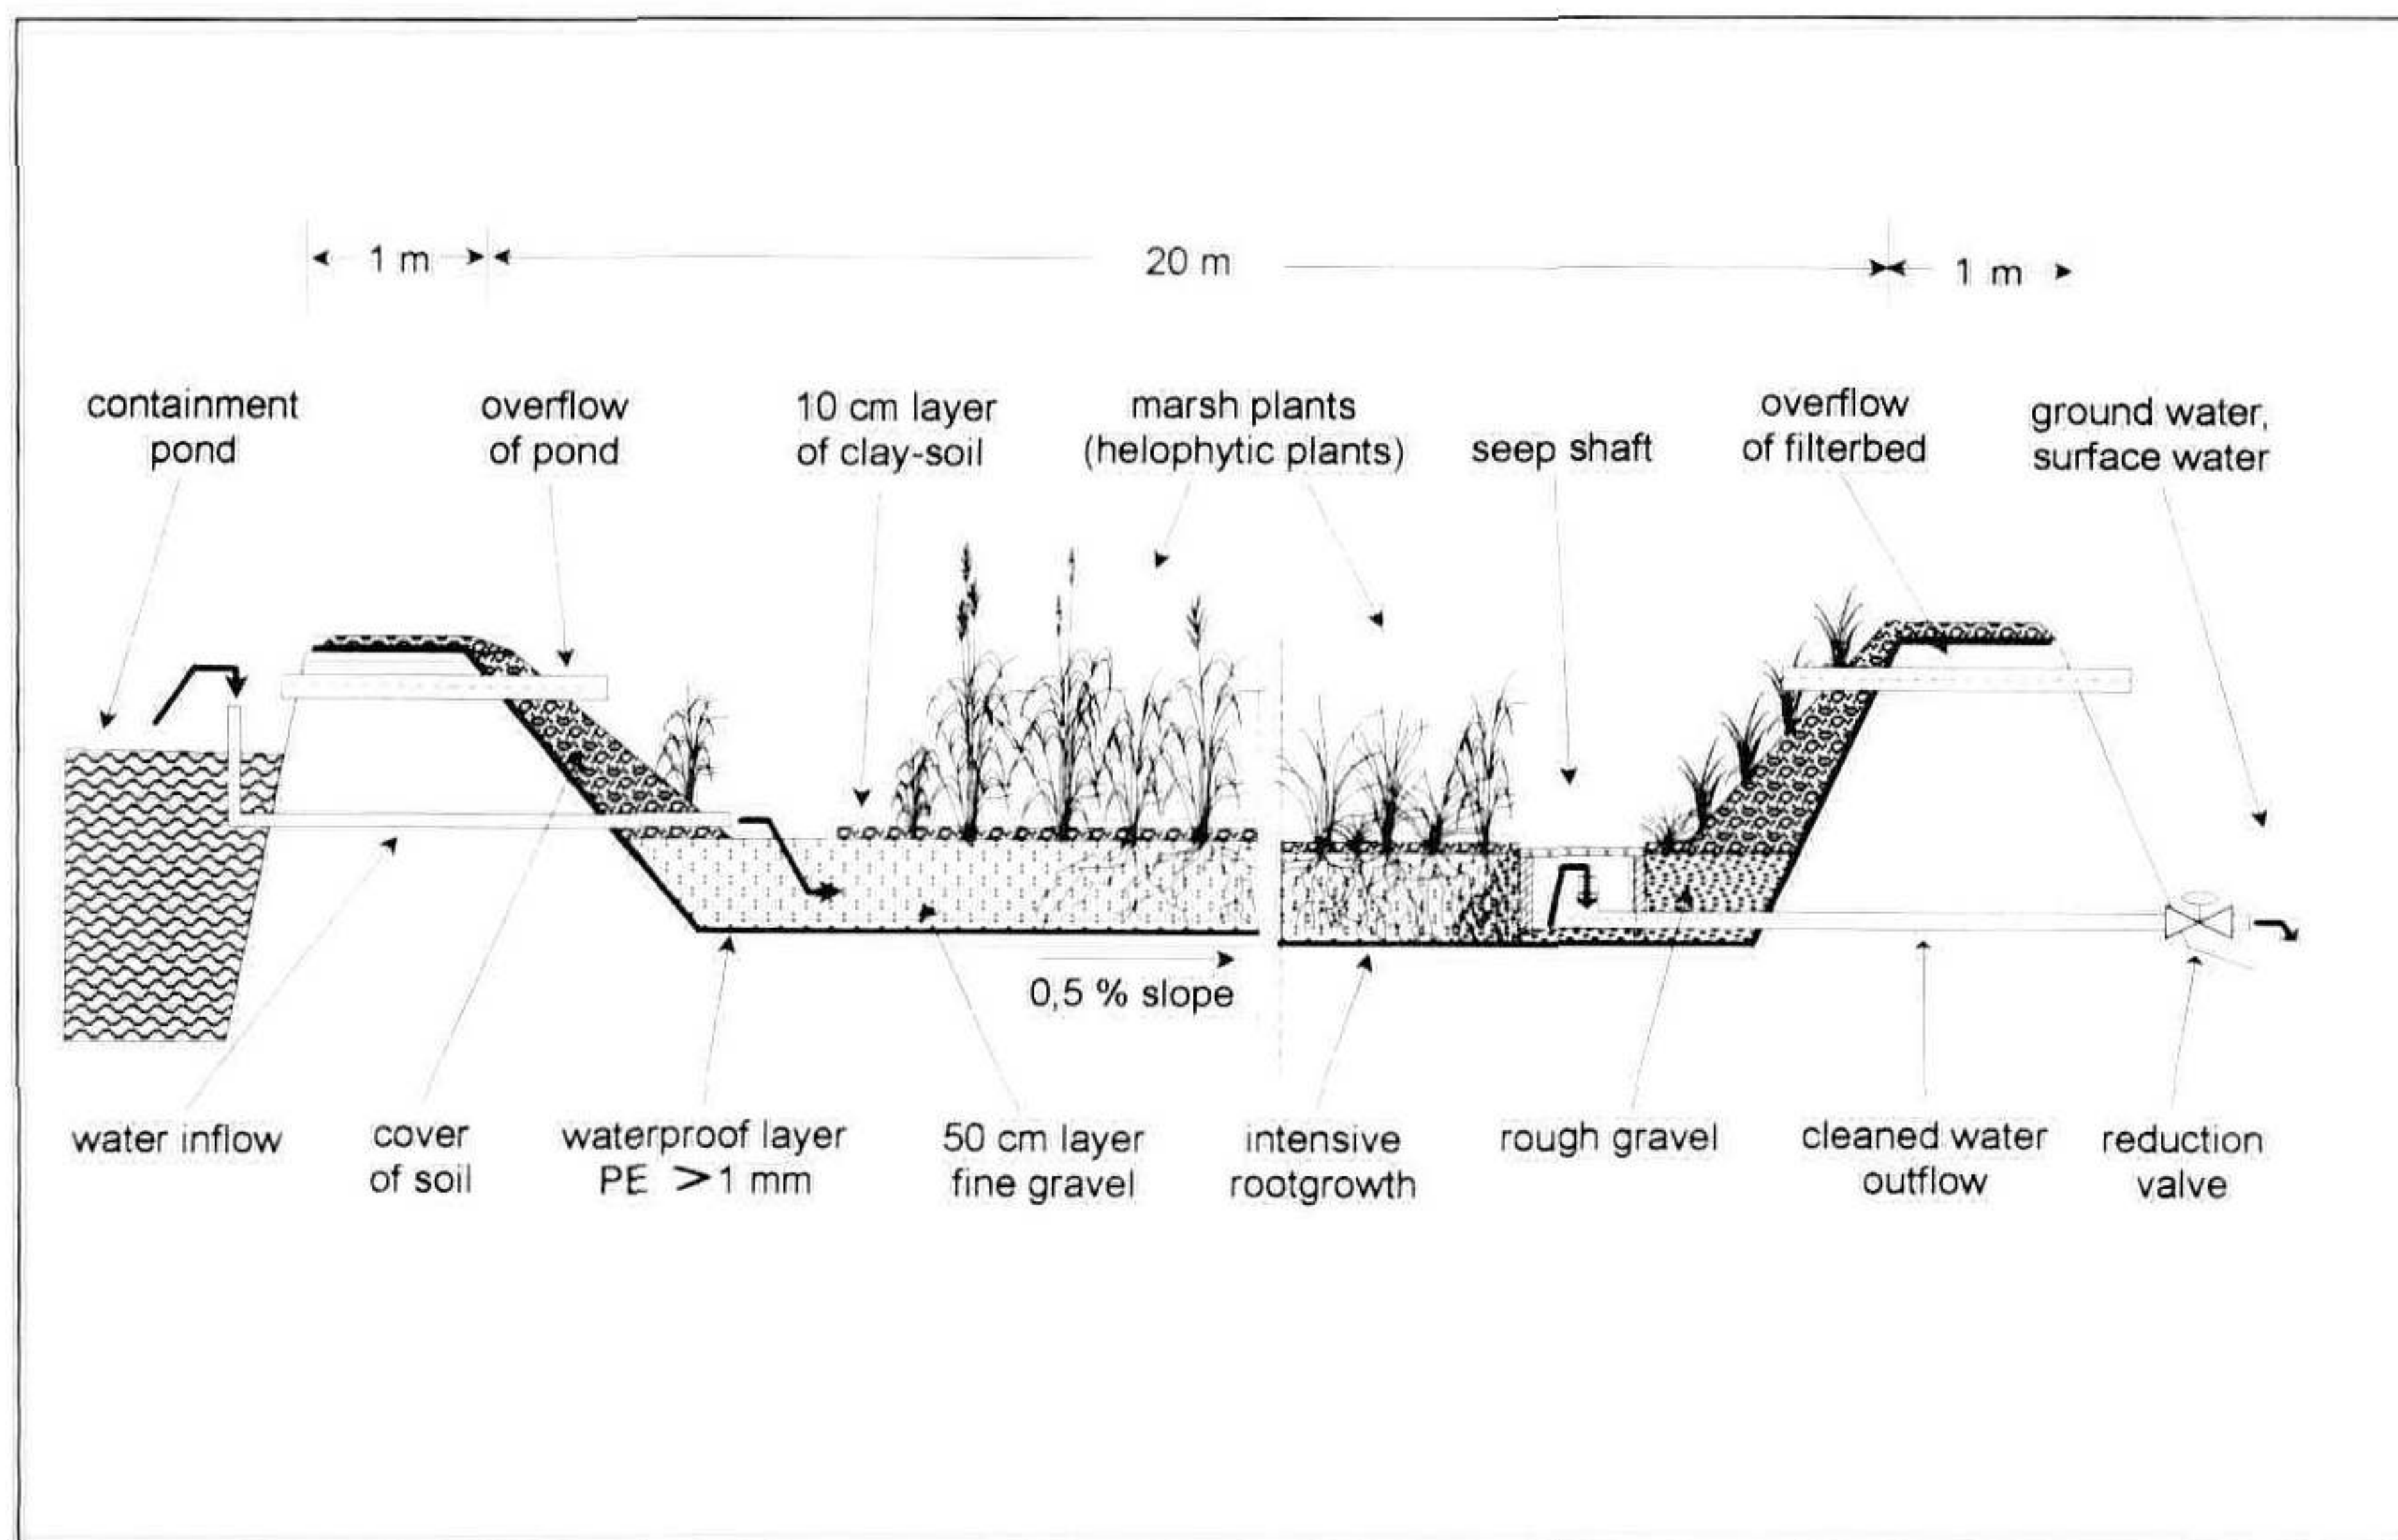 1 m
20 m
1 m
containment
pond
overflow
of pond
10 cm layer
of clay-soil
marsh plants
(helophytic plants)
seep shaft
overflow
of filterbed
ground water,
surface water
0,5 % slope
water inflow
cover
of soil
waterproof layer
PE >1 mm
50 cm layer
fine gravel
intensive
rootgrowth
rough gravel
cleaned water
outflow
reduction
valve